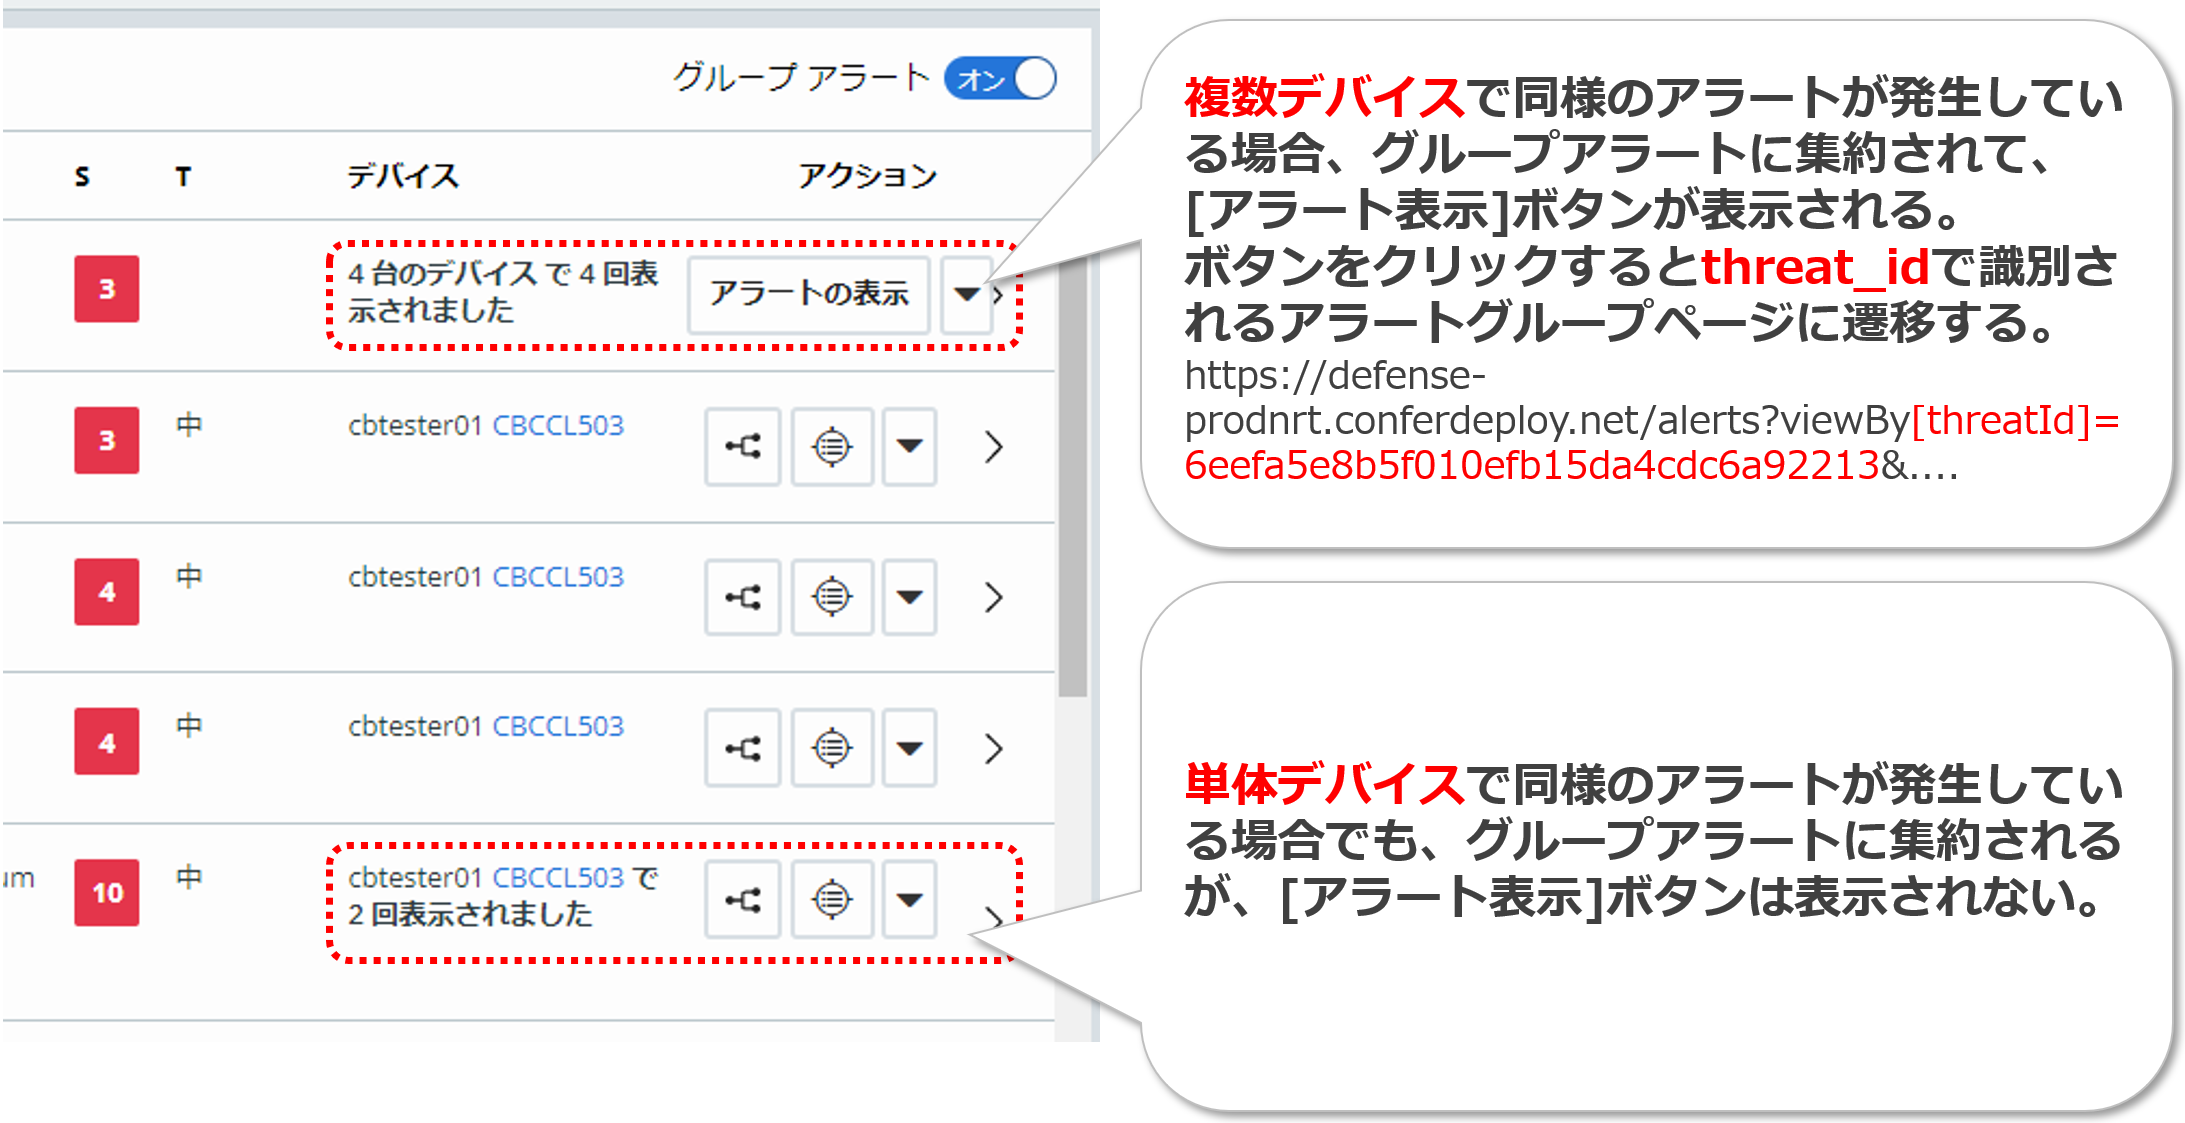 グループ アラート オン
S T デバイス アクション
3
4 台のデバイス で 4 回表
示されました
アラートの表示
3 中 cbtester01 CBCCL503
4 中 cbtester01 CBCCL503
4 中 cbtester01 CBCCL503
um 10 中 cbtester01 CBCCL503 で
2 回表示されました
複数デバイスで同様のアラートが発生してい
る場合、グループアラートに集約されて、
[アラート表示]ボタンが表示される。
ボタンをクリックするとthreat_idで識別さ
れるアラートグループページに遷移する。
https://defense-
prodnrt.conferdeploy.net/alerts?viewBy[threatId]=
6eefa5e8b5f010efb15da4cdc6a92213&....
単体デバイスで同様のアラートが発生してい
る場合でも、グループアラートに集約される
が、[アラート表示]ボタンは表示されない。